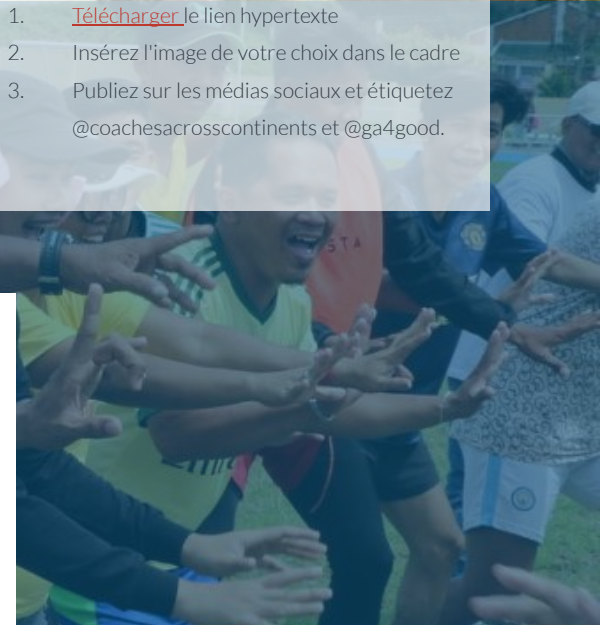 1. Télécharger le lien hypertexte
2. Insérez l'image de votre choix dans le cadre
3. Publiez sur les médias sociaux et étiquetez
@coachesacrosscontinents et @ga4good.
STA